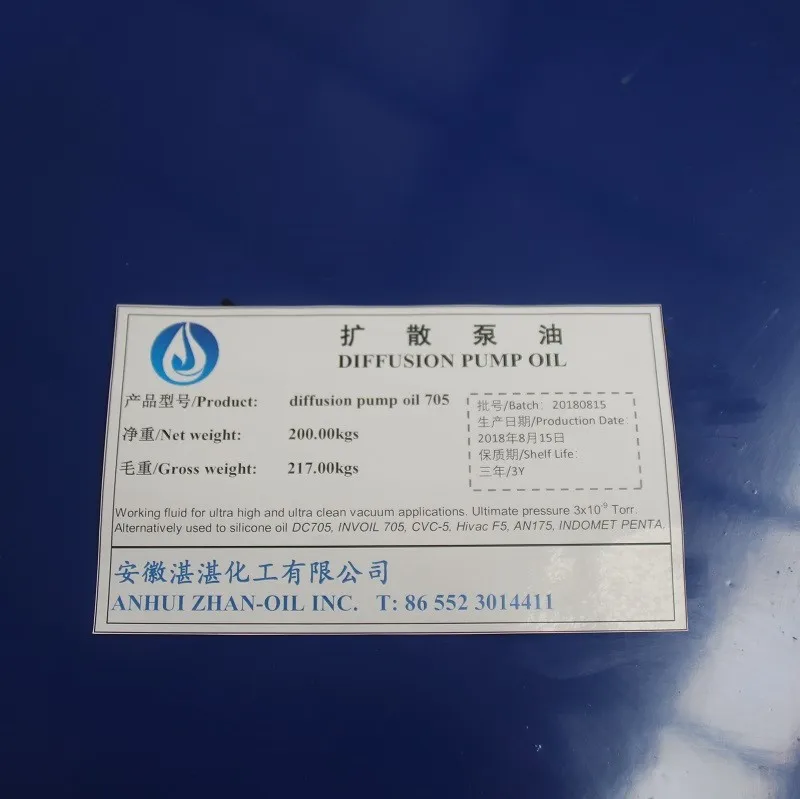 扩散泵油
DIFFUSION PUMP OIL
产品型号/Product: diffusion pump oil 705
净重/Net weight: 200.00kgs
毛重/Gross weight: 217.00kgs
批号/Batch: 20180815
生产日期/Production Date:
2018年8月15日
保质期/Shelf Life:
三年/3Y
Working fluid for ultra high and ultra clean vacuum applications. Ultimate pressure 3x10⁻⁹ Torr.
Alternatively used to silicone oil DC705, INVOIL 705, CVC-5, Hivac F5, AN175, INDOMET PENTA.
安徽湛湛化工有限公司
ANHUI ZHAN-OIL INC. T: 86 552 3014411